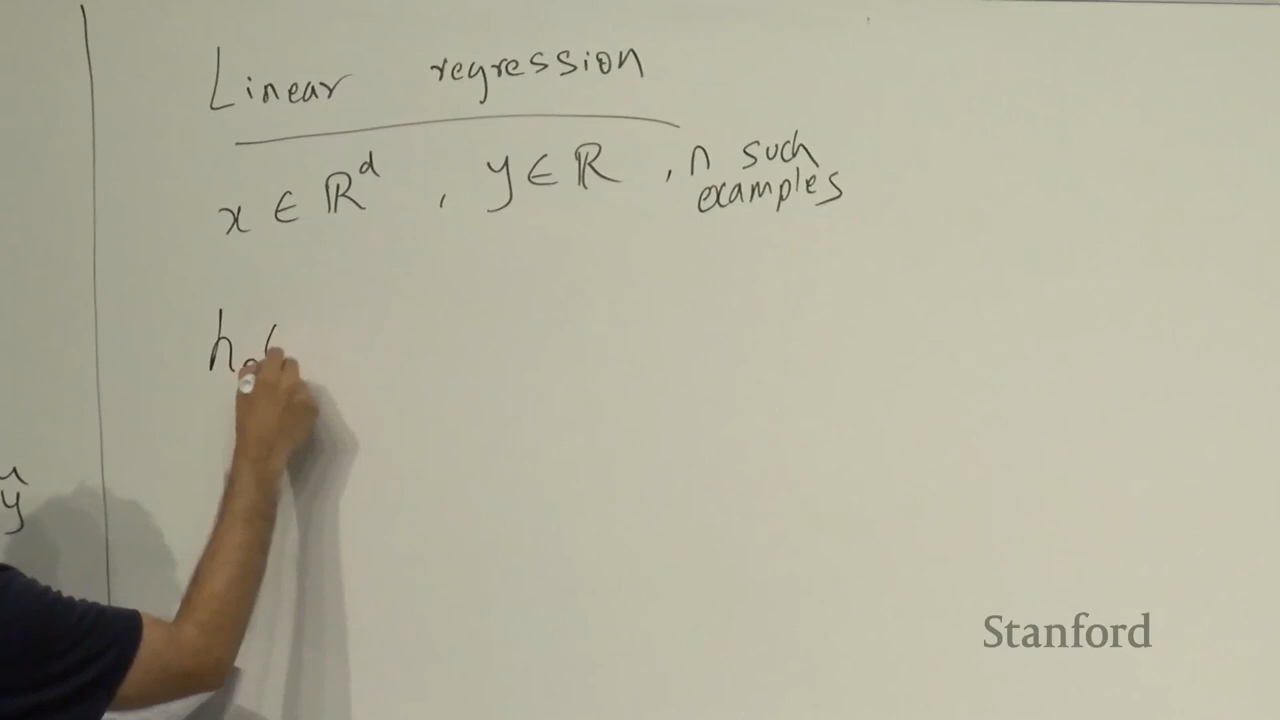 Linear regression
x ∈ ℝ^d , y ∈ ℝ , n such
examples
h
ŷ
Stanford